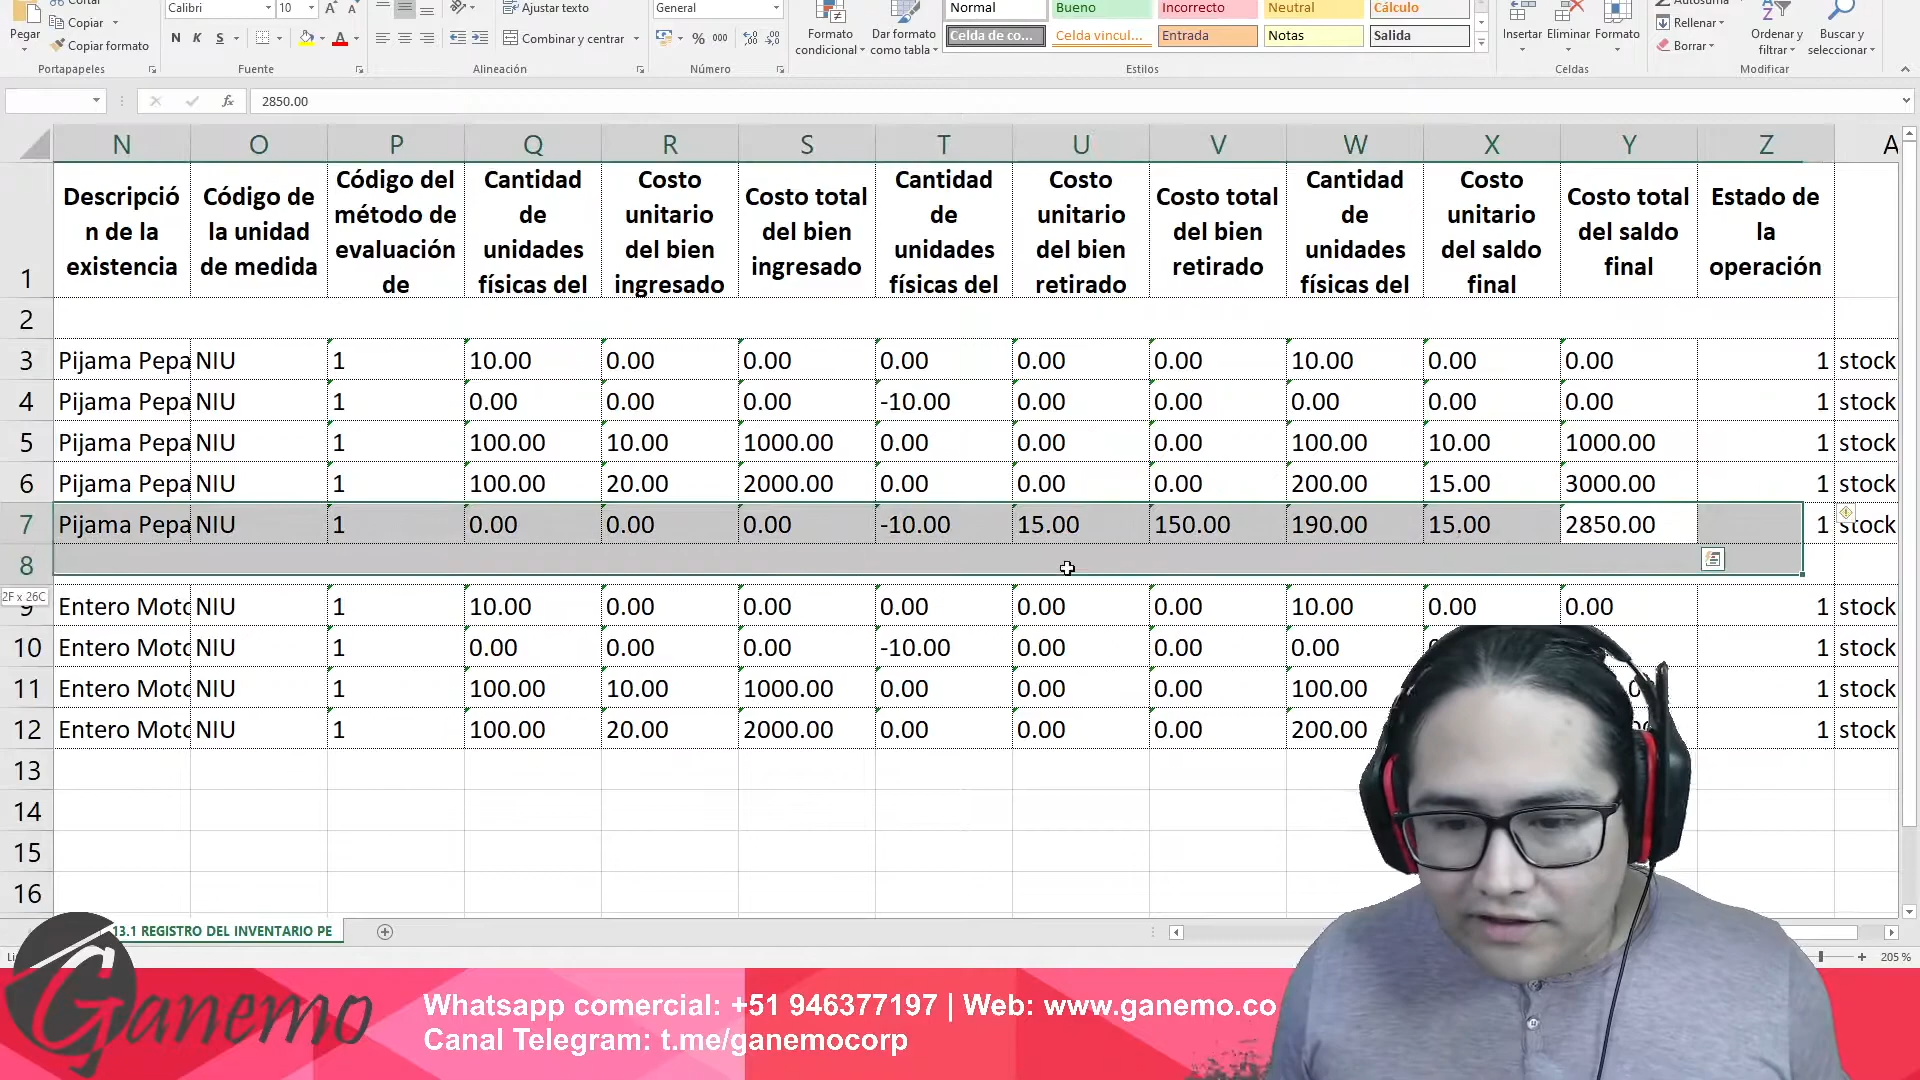 Cortar
Calibri 10 A A
Ajustar texto
General
Normal Bueno Incorrecto Neutral Cálculo
Autosuma
Pegar
Copiar
Copiar formato
N K S
Combinar y centrar
% 000
Formato condicional
Dar formato como tabla
Celda de co... Celda vincul... Entrada Notas Salida
Insertar Eliminar Formato
Rellenar
Borrar
Ordenar y filtrar
Buscar y seleccionar
Portapapeles Fuente Alineación Número Estilos Celdas Modificar
fx 2850.00
N O P Q R S T U V W X Y Z A
1 Descripció n de la existencia
Código de la unidad de medida
Código del método de evaluación de
Cantidad de unidades físicas del
Costo unitario del bien ingresado
Costo total del bien ingresado
Cantidad de unidades físicas del
Costo unitario del bien retirado
Costo total del bien retirado
Cantidad de unidades físicas del
Costo unitario del saldo final
Costo total del saldo final
Estado de la operación
2
3 Pijama Pepa NIU 1 10.00 0.00 0.00 0.00 0.00 0.00 10.00 0.00 0.00 1 stock
4 Pijama Pepa NIU 1 0.00 0.00 0.00 -10.00 0.00 0.00 0.00 0.00 0.00 1 stock
5 Pijama Pepa NIU 1 100.00 10.00 1000.00 0.00 0.00 0.00 100.00 10.00 1000.00 1 stock
6 Pijama Pepa NIU 1 100.00 20.00 2000.00 0.00 0.00 0.00 200.00 15.00 3000.00 1 stock
7 Pijama Pepa NIU 1 0.00 0.00 0.00 -10.00 15.00 150.00 190.00 15.00 2850.00 1 stock
8
2F x 26C
9 Entero Moto NIU 1 10.00 0.00 0.00 0.00 0.00 0.00 10.00 0.00 0.00 1 stock
10 Entero Moto NIU 1 0.00 0.00 0.00 -10.00 0.00 0.00 0.00 1 stock
11 Entero Moto NIU 1 100.00 10.00 1000.00 0.00 0.00 0.00 100.00 1 stock
12 Entero Moto NIU 1 100.00 20.00 2000.00 0.00 0.00 0.00 200.00 1 stock
13
14
15
16
13.1 REGISTRO DEL INVENTARIO PE
205 %
Ganemo
Whatsapp comercial: +51 946377197 | Web: www.ganemo.co
Canal Telegram: t.me/ganemocorp